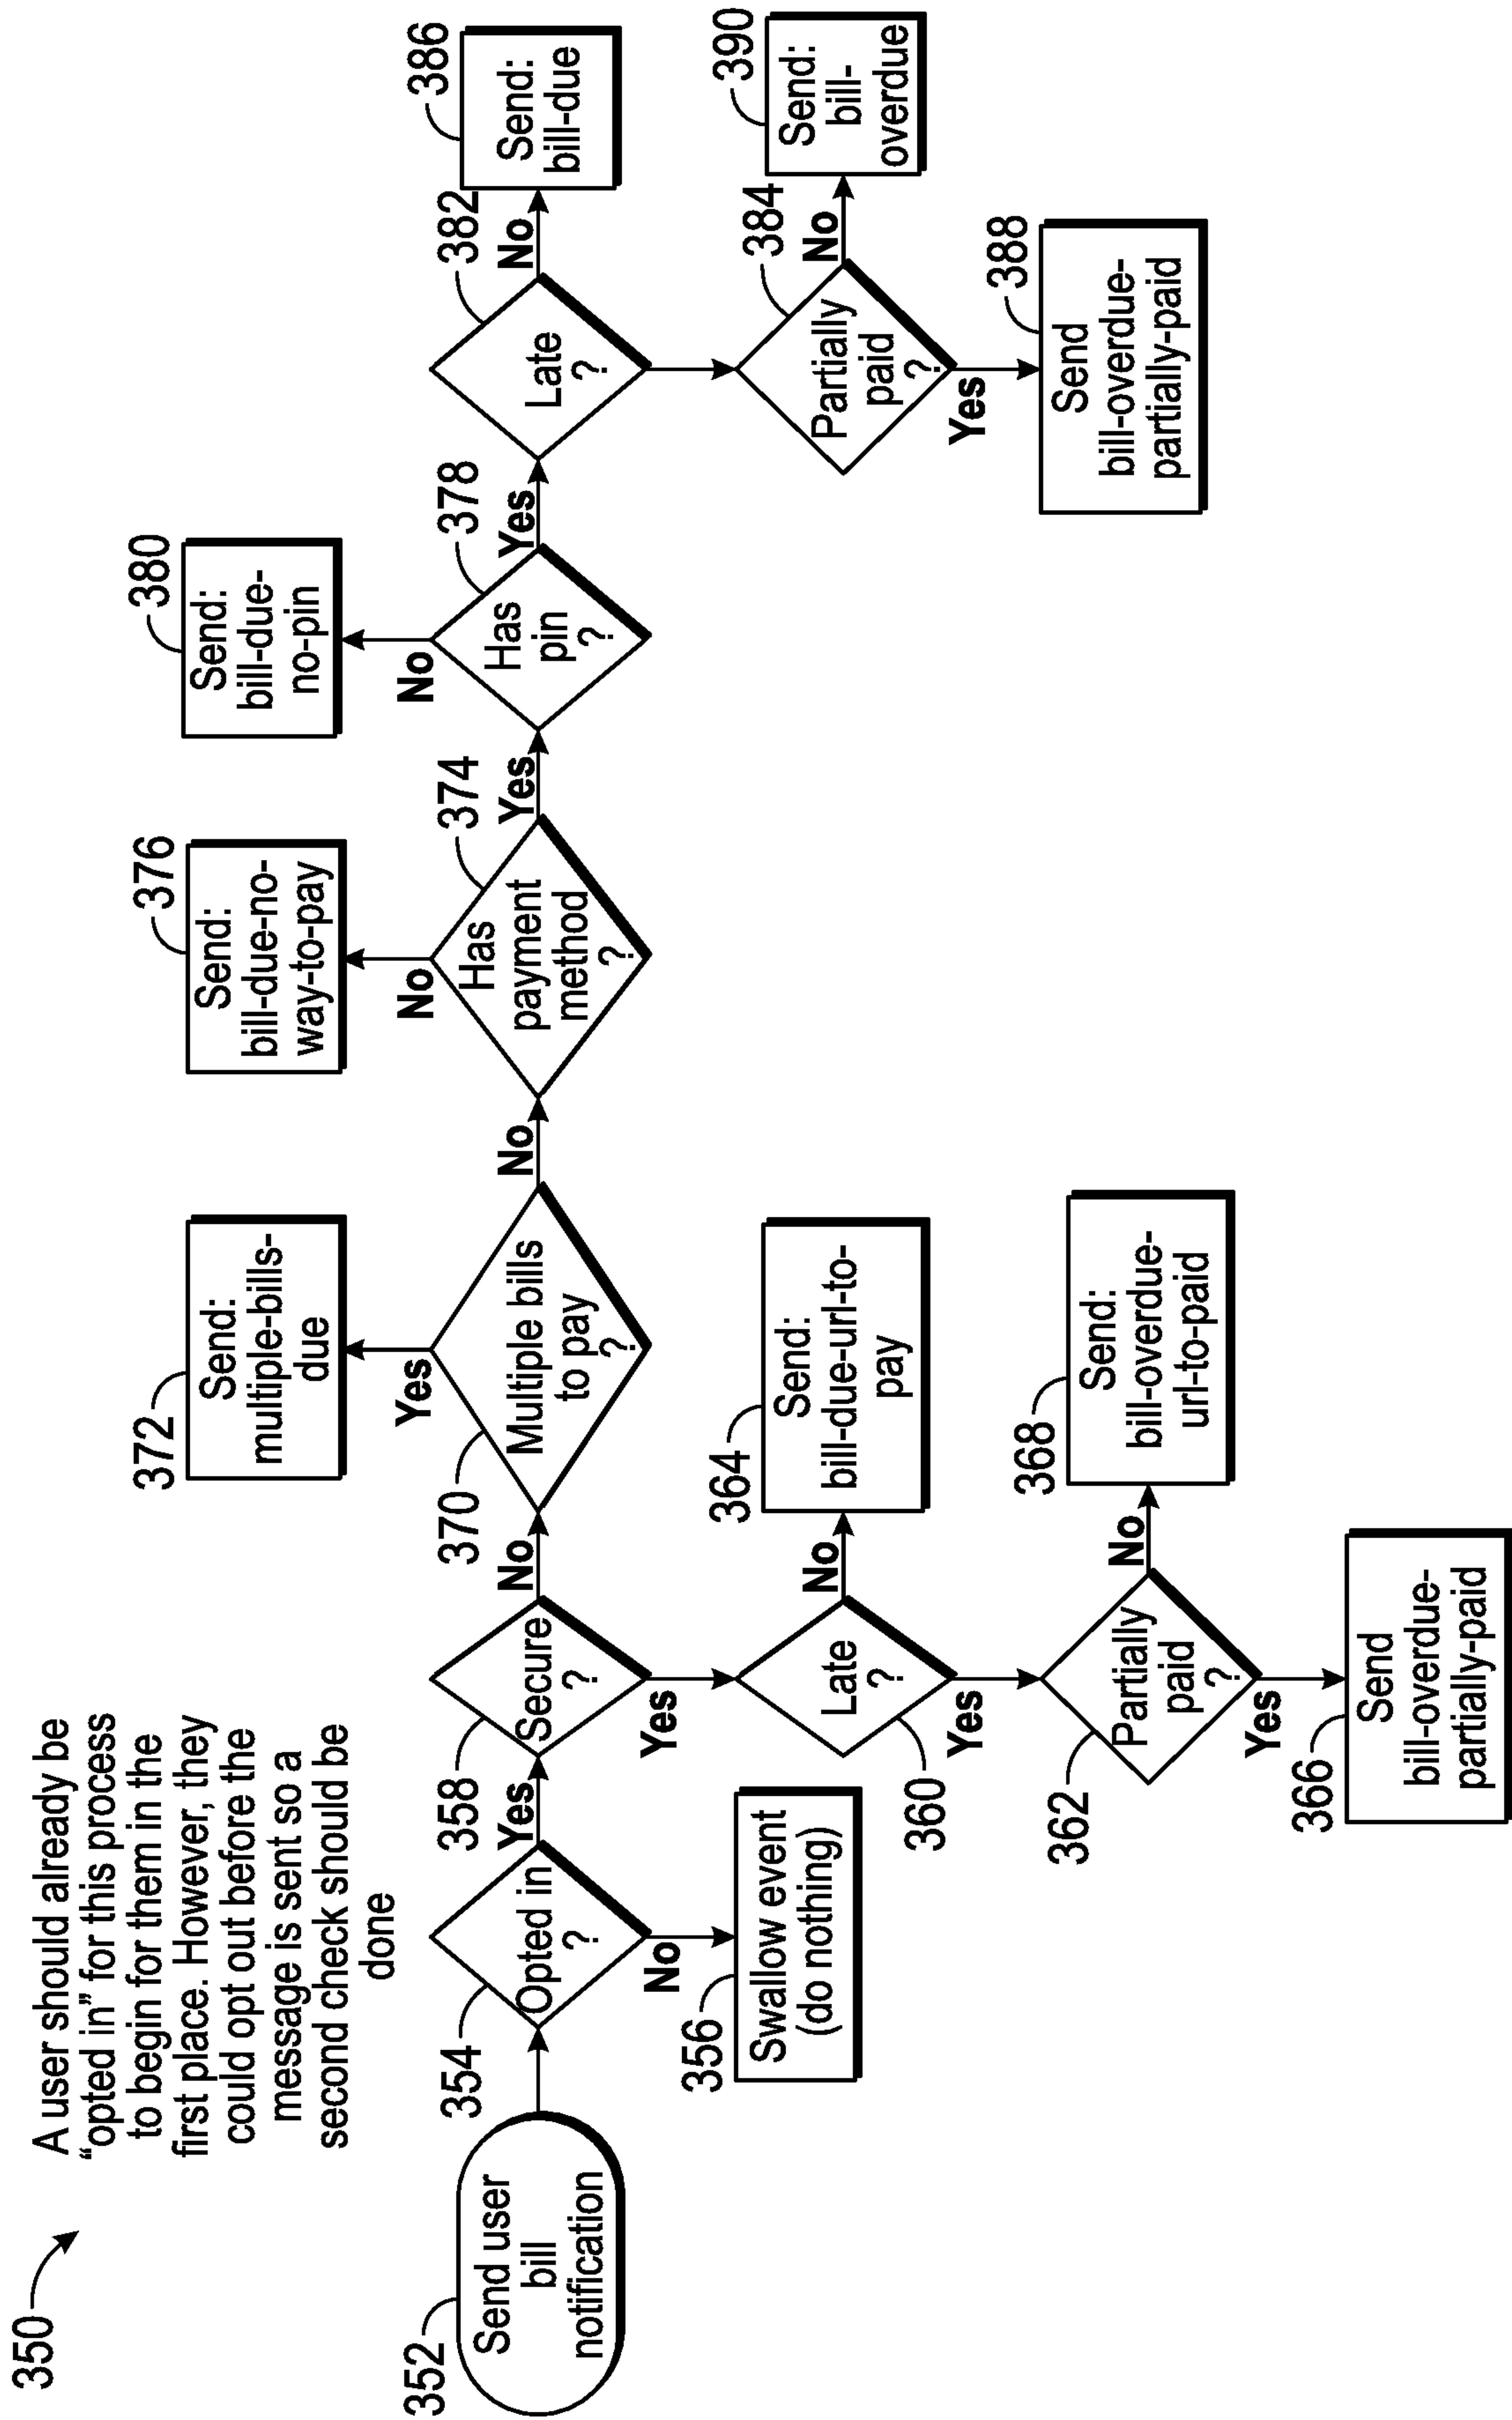 350
A user should already be
“opted in” for this process
to begin for them in the
first place. However, they
could opt out before the
message is sent so a
second check should be
done
352
Send user
bill
notification
354
Opted in
?
No
Yes
356
Swallow event
(do nothing)
358
Secure
?
Yes
No
360
Late
?
Yes
No
362
Partially
paid
?
Yes
No
364
Send:
bill-due-url-to-
pay
366
Send
bill-overdue-
partially-paid
368
Send:
bill-overdue-
url-to-paid
370
Multiple bills
to pay
?
Yes
No
372
Send:
multiple-bills-
due
374
Has
payment
method
?
No
Yes
376
Send:
bill-due-no-
way-to-pay
378
Has
pin
?
No
Yes
380
Send:
bill-due-
no-pin
382
Late
?
No
384
Partially
paid
?
Yes
No
386
Send:
bill-due
388
Send
bill-overdue-
partially-paid
390
Send:
bill-
overdue